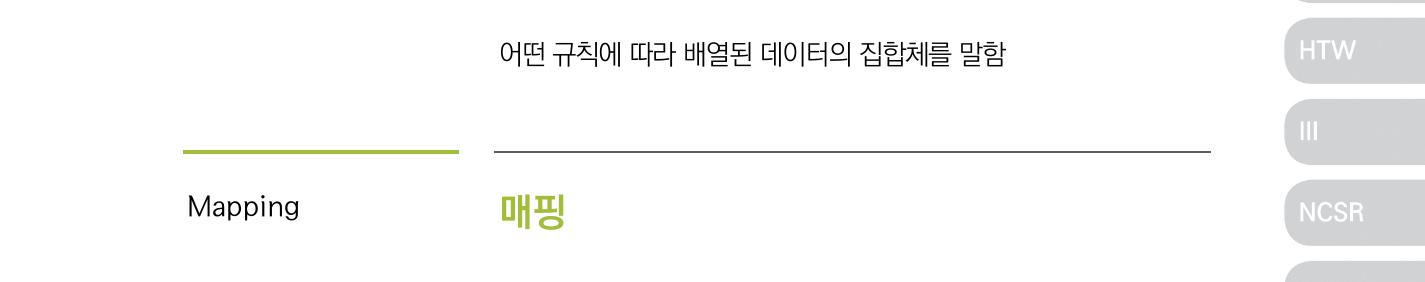 어떤 규칙에 따라 배열된 데이터의 집합체를 말함
HTW
III
Mapping
매핑
NCSR